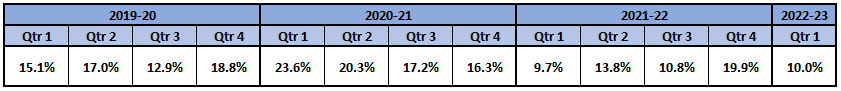 2019-20 2020-21 2021-22 2022-23
Qtr 1 Qtr 2 Qtr 3 Qtr 4 Qtr 1 Qtr 2 Qtr 3 Qtr 4 Qtr 1 Qtr 2 Qtr 3 Qtr 4 Qtr 1
15.1% 17.0% 12.9% 18.8% 23.6% 20.3% 17.2% 16.3% 9.7% 13.8% 10.8% 19.9% 10.0%